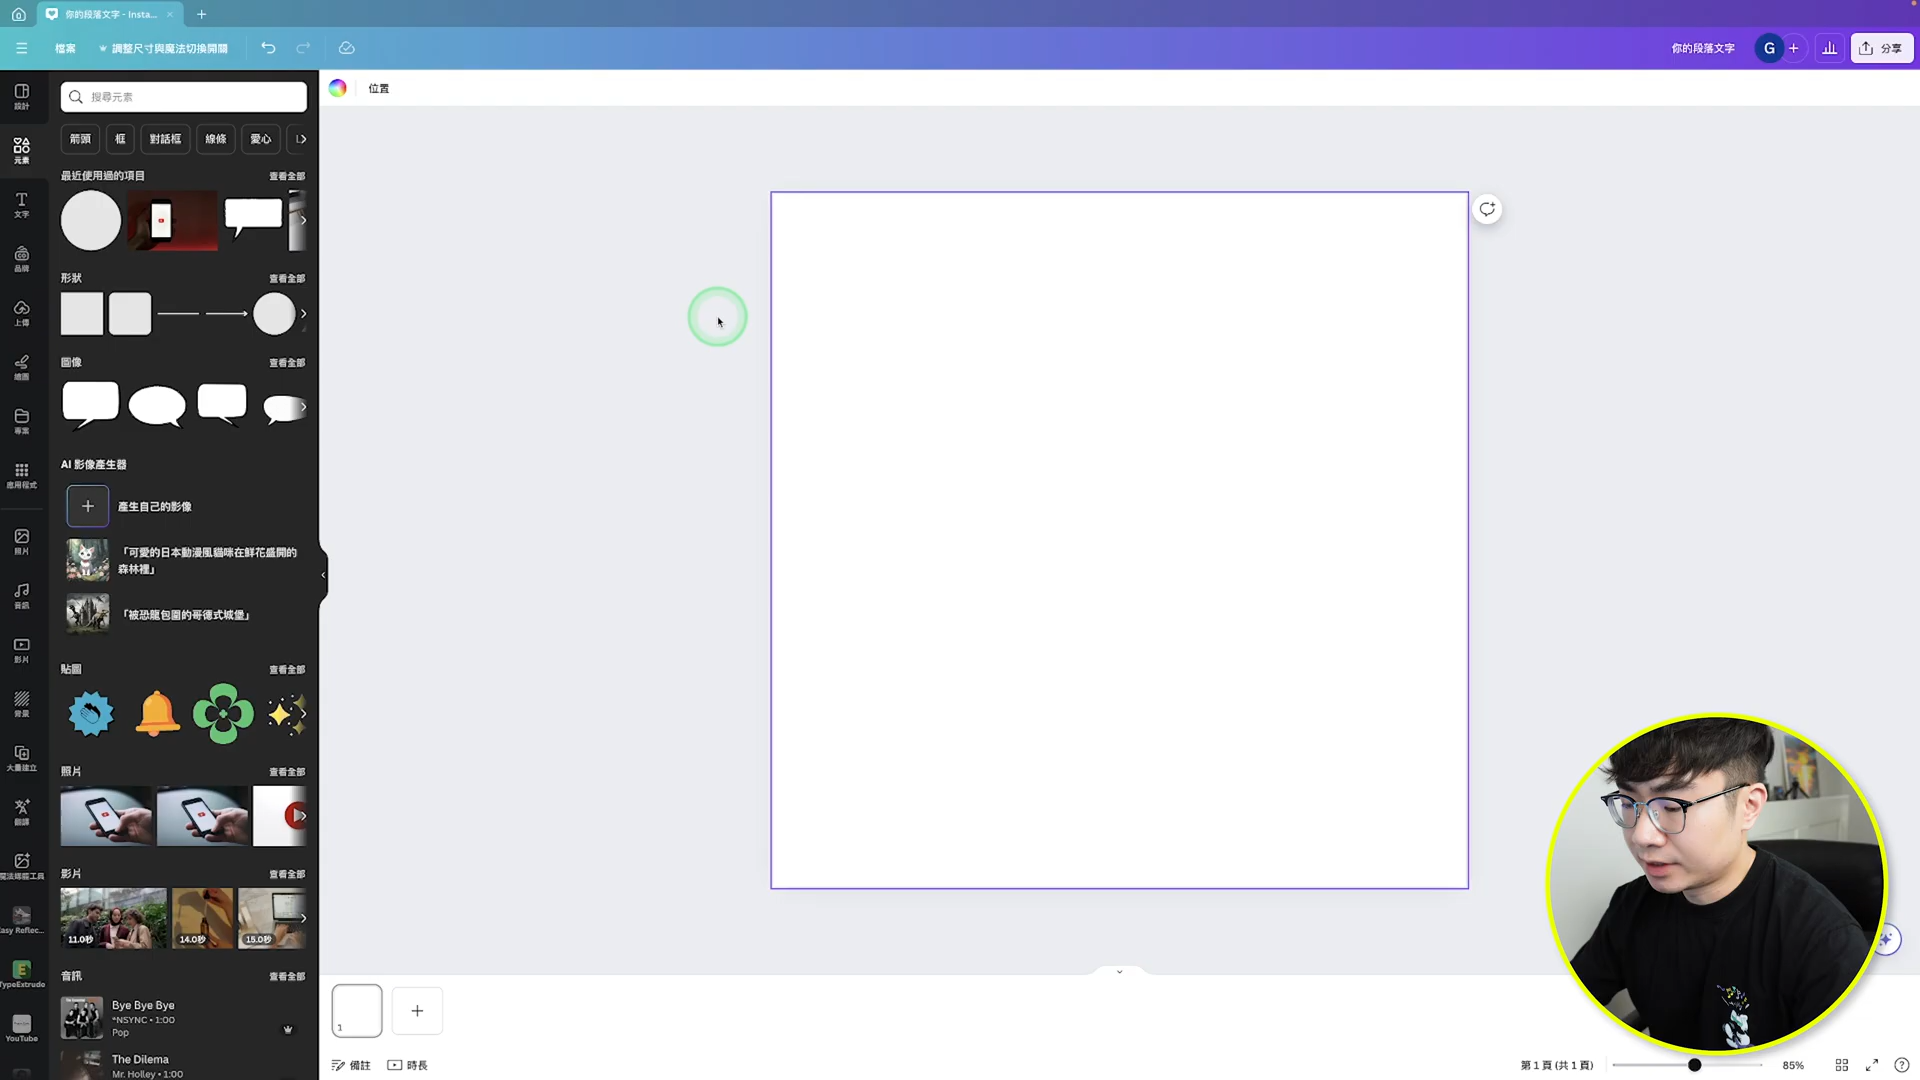 你的段落文字 - Insta...
檔案
調整尺寸與魔法切換開關
你的段落文字
G
分享
設計
元素
文字
品牌
上傳
繪圖
專案
應用程式
照片
音訊
影片
背景
大量建立
翻譯
魔法媒體工具
Easy Reflec...
TypeExtrude
YouTube
搜尋元素
箭頭
框
對話框
線條
愛心
最近使用過的項目
查看全部
形狀
查看全部
圖像
查看全部
AI 影像產生器
產生自己的影像
「可愛的日本動漫風貓咪在鮮花盛開的
森林裡」
「被恐龍包圍的哥德式城堡」
貼圖
查看全部
照片
查看全部
影片
查看全部
11.0秒
14.0秒
15.0秒
音訊
查看全部
Bye Bye Bye
*NSYNC • 1:00
Pop
The Dilema
Mr. Holley • 1:00
位置
1
備註
時長
第 1 頁 (共 1 頁)
85%